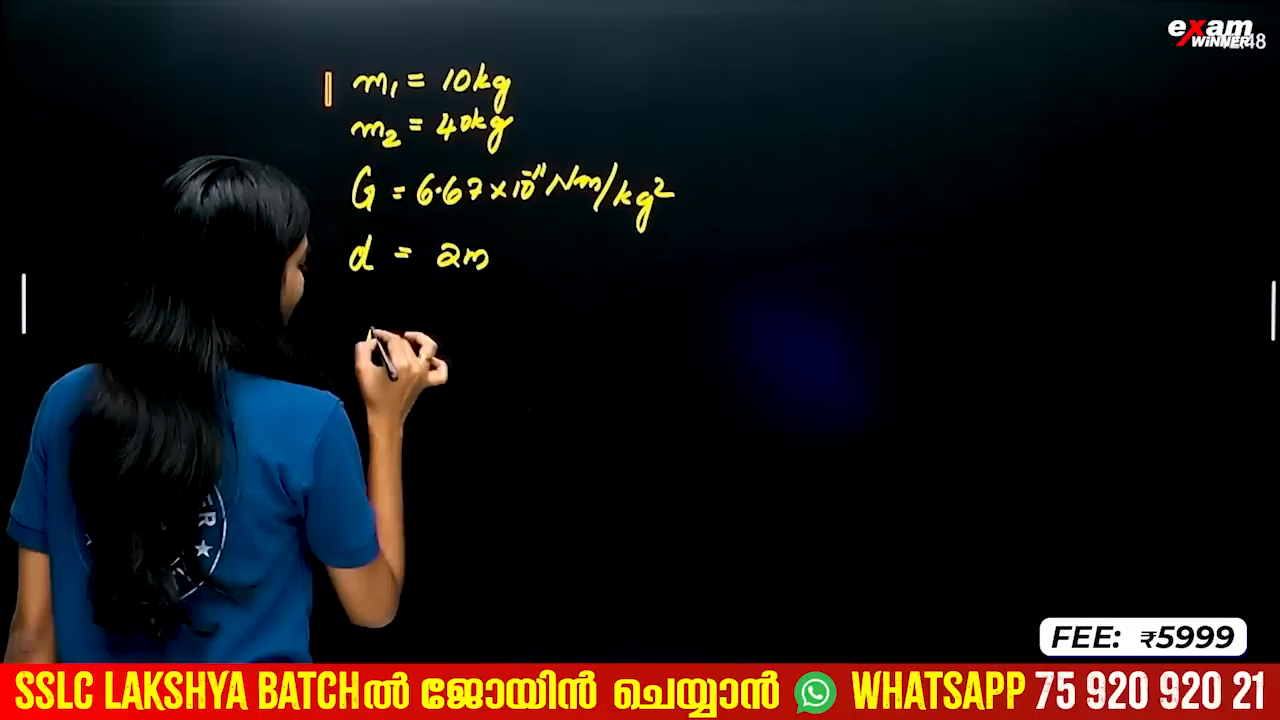 exam
WiNNER
m₁ = 10kg
m₂ = 40kg
G = 6.67 × 10⁻¹¹ Nm/kg²
d = 2m
FEE: ₹5999
SSLC LAKSHYA BATCHൽ ജോയിൻ ചെയ്യാൻ WHATSAPP 75 920 920 21